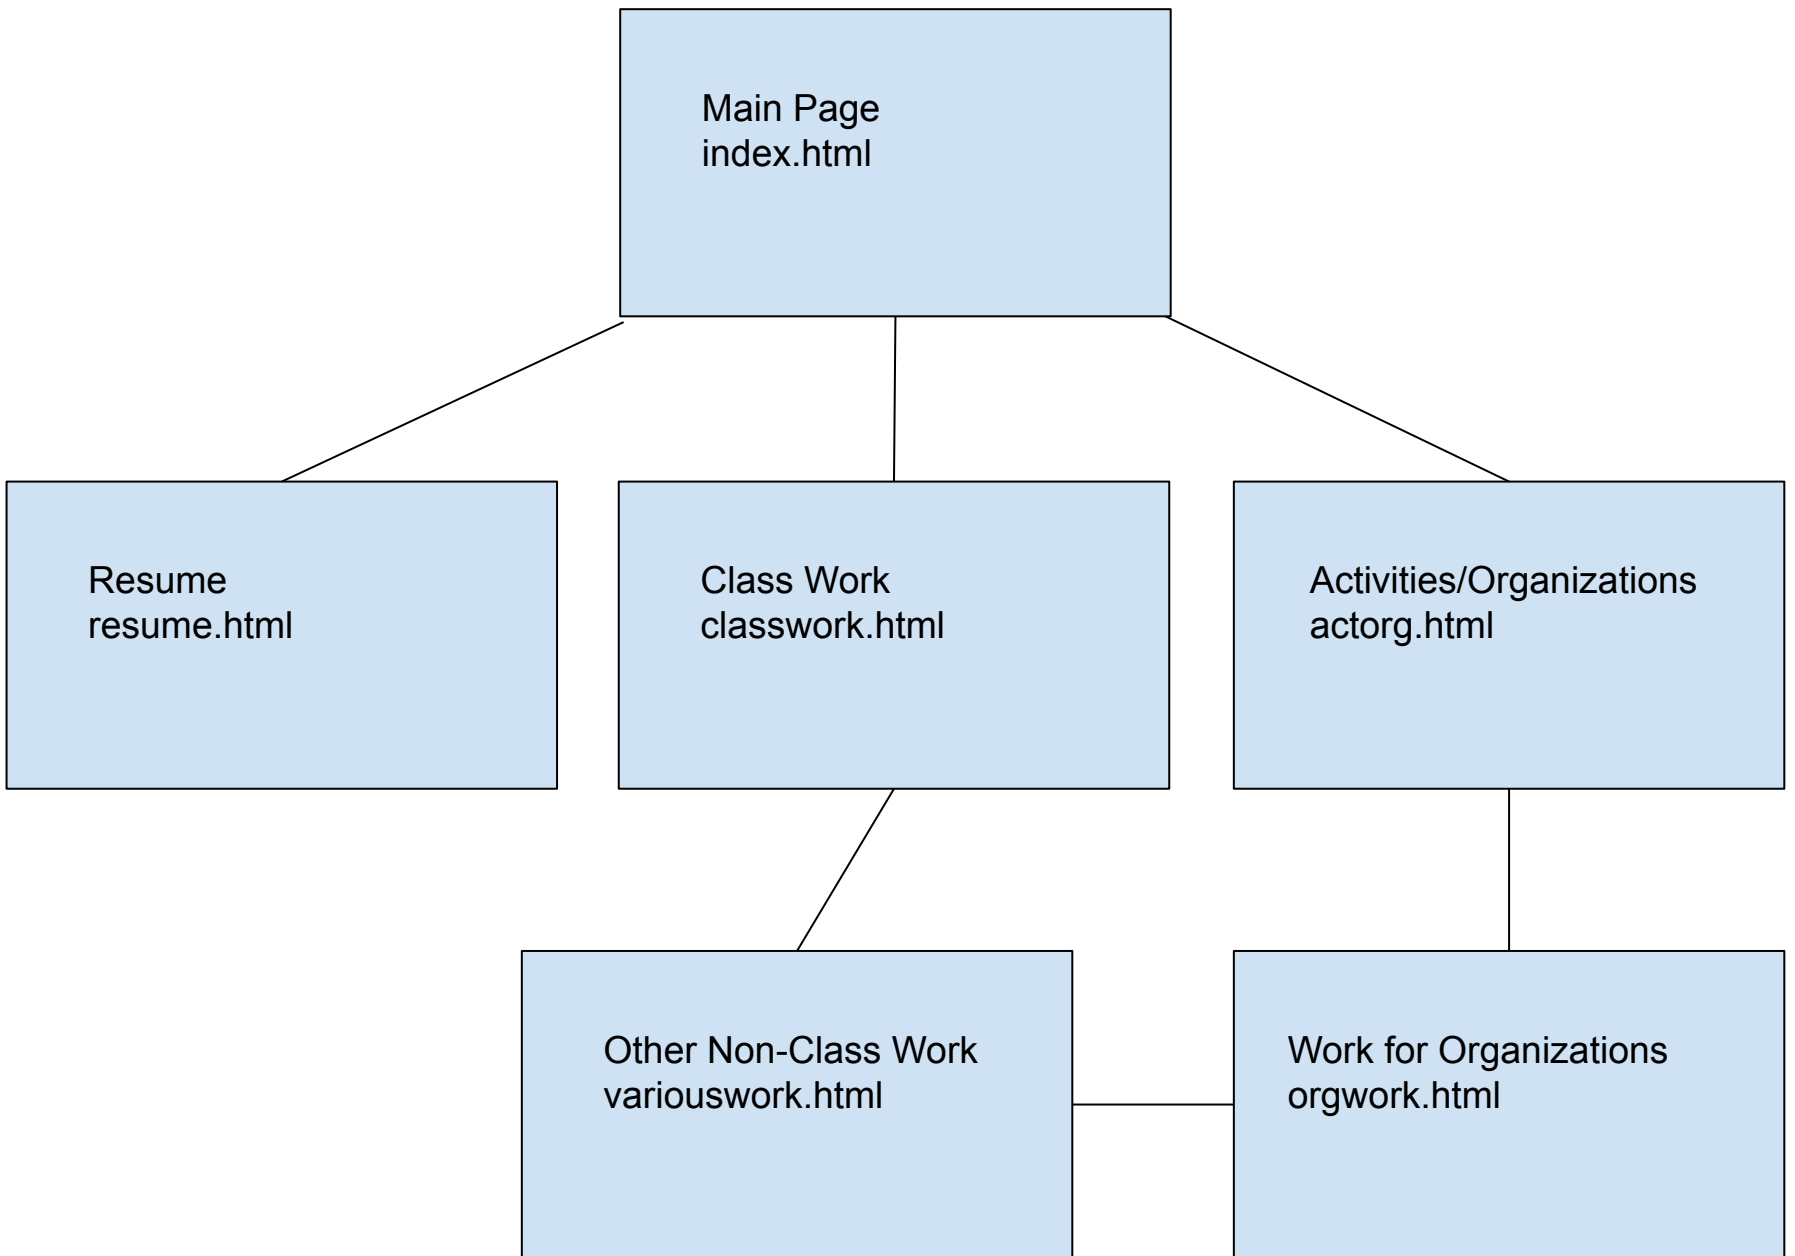 Main Page
index.html
Resume
resume.html
Class Work
classwork.html
Activities/Organizations
actorg.html
Other Non-Class Work
variouswork.html
Work for Organizations
orgwork.html